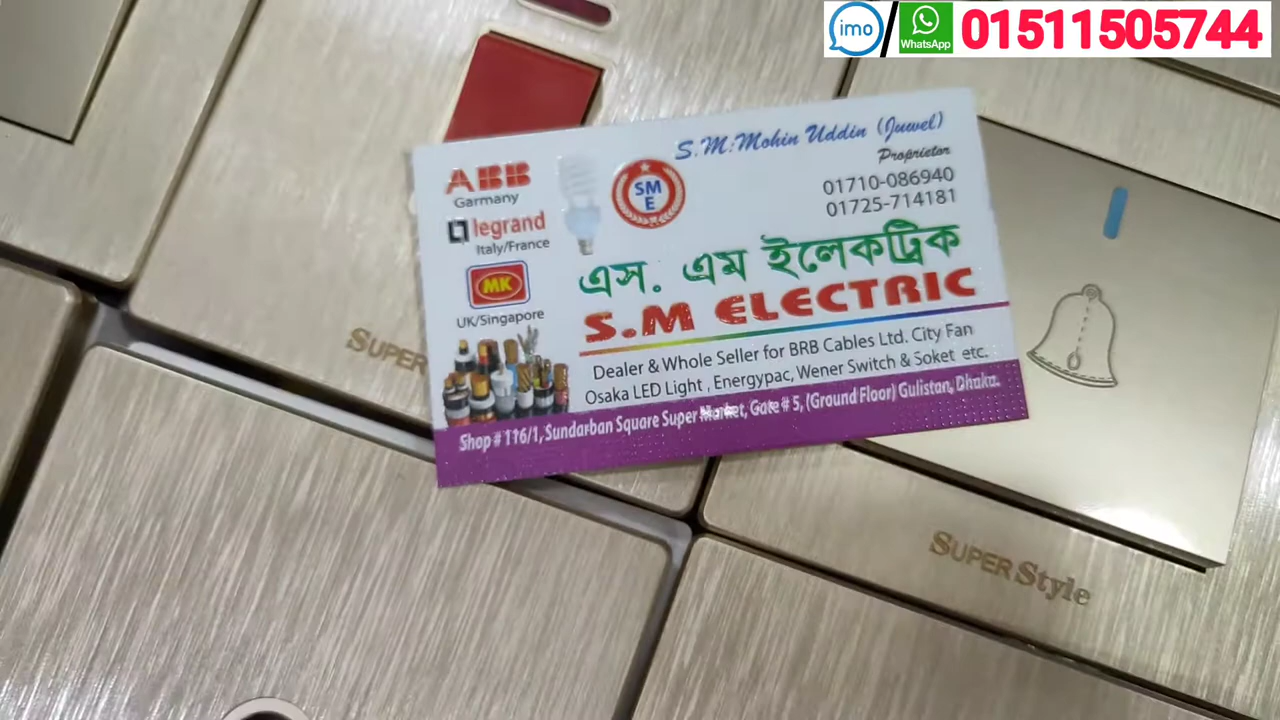 imo
WhatsApp
01511505744
S.M. Mohin Uddin (Juwel)
Proprietor
01710-086940
01725-714181
ABB
Garmany
legrand
Italy/France
MK
UK/Singapore
SM
E
এস. এম ইলেকট্রিক
S.M ELECTRIC
Dealer & Whole Seller for BRB Cables Ltd. City Fan
Osaka LED Light , Energypac, Wener Switch & Soket etc.
Shop # 116/1, Sundarban Square Super Market, Gate # 5, (Ground Floor) Gulistan, Dhaka.
SUPER
SUPER Style